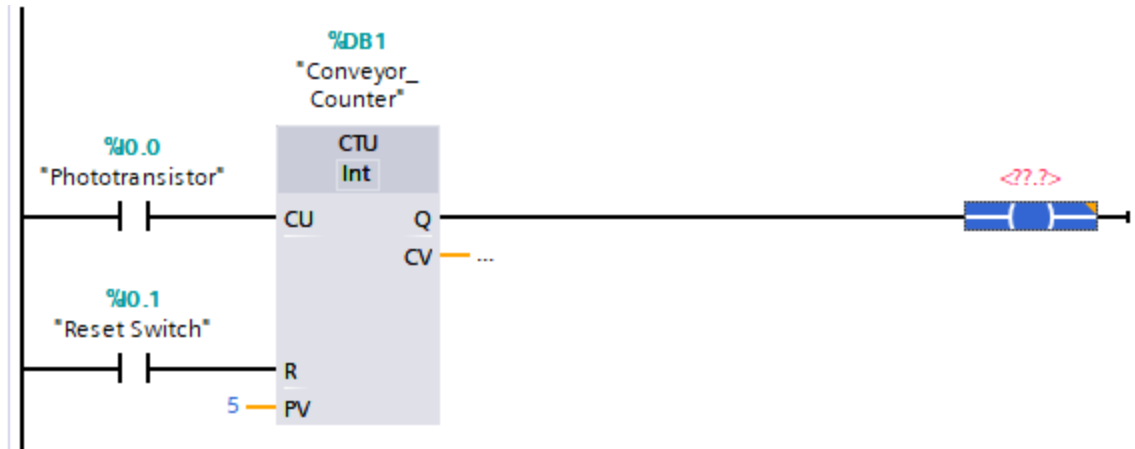 %DB1
"Conveyor_
Counter"
CTU
Int
%I0.0
"Phototransistor"
<??.?>
CU
Q
CV
...
%I0.1
"Reset Switch"
R
5
PV